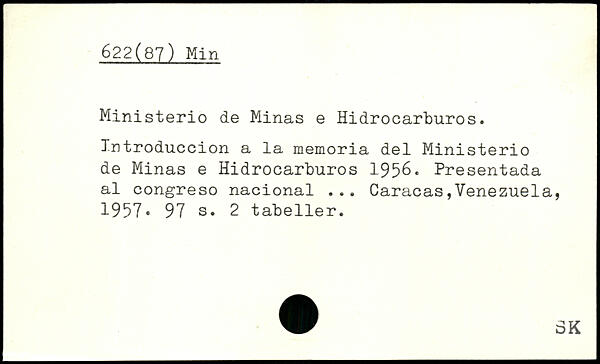 622(87) Min
Ministerio de Minas e Hidrocarburos.
Introduccion a la memoria del Ministerio
de Minas e Hidrocarburos 1956. Presentada
al congreso nacional ... Caracas,Venezuela,
1957. 97 s. 2 tabeller.
SK